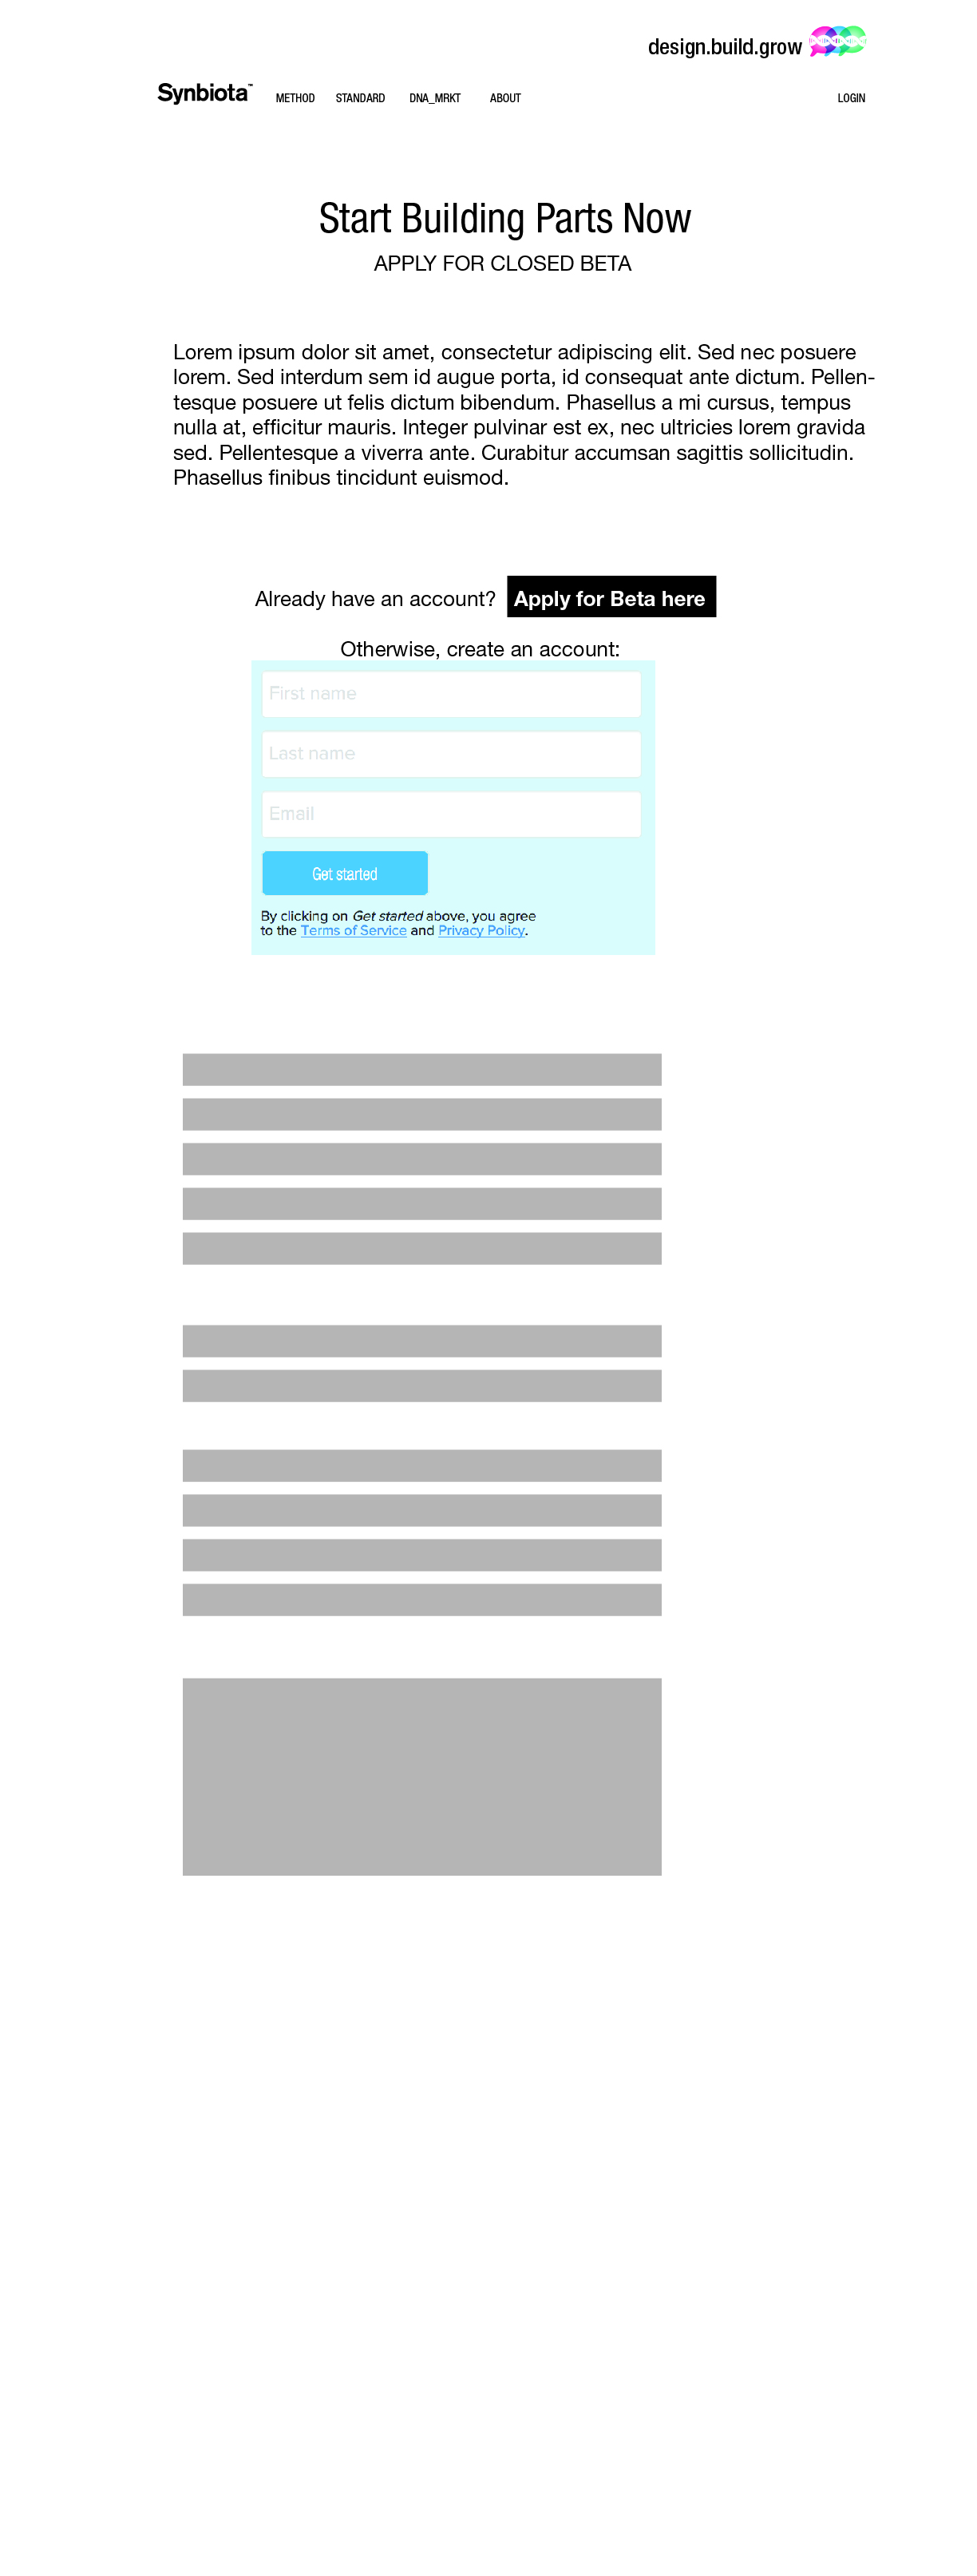 design.build.grow
Synbiota™
METHOD STANDARD DNA_MRKT ABOUT LOGIN
Start Building Parts Now
APPLY FOR CLOSED BETA
Lorem ipsum dolor sit amet, consectetur adipiscing elit. Sed nec posuere
lorem. Sed interdum sem id augue porta, id consequat ante dictum. Pellen-
tesque posuere ut felis dictum bibendum. Phasellus a mi cursus, tempus
nulla at, efficitur mauris. Integer pulvinar est ex, nec ultricies lorem gravida
sed. Pellentesque a viverra ante. Curabitur accumsan sagittis sollicitudin.
Phasellus finibus tincidunt euismod.
Already have an account? Apply for Beta here
Otherwise, create an account:
First name
Last name
Email
Get started
By clicking on Get started above, you agree
to the Terms of Service and Privacy Policy.